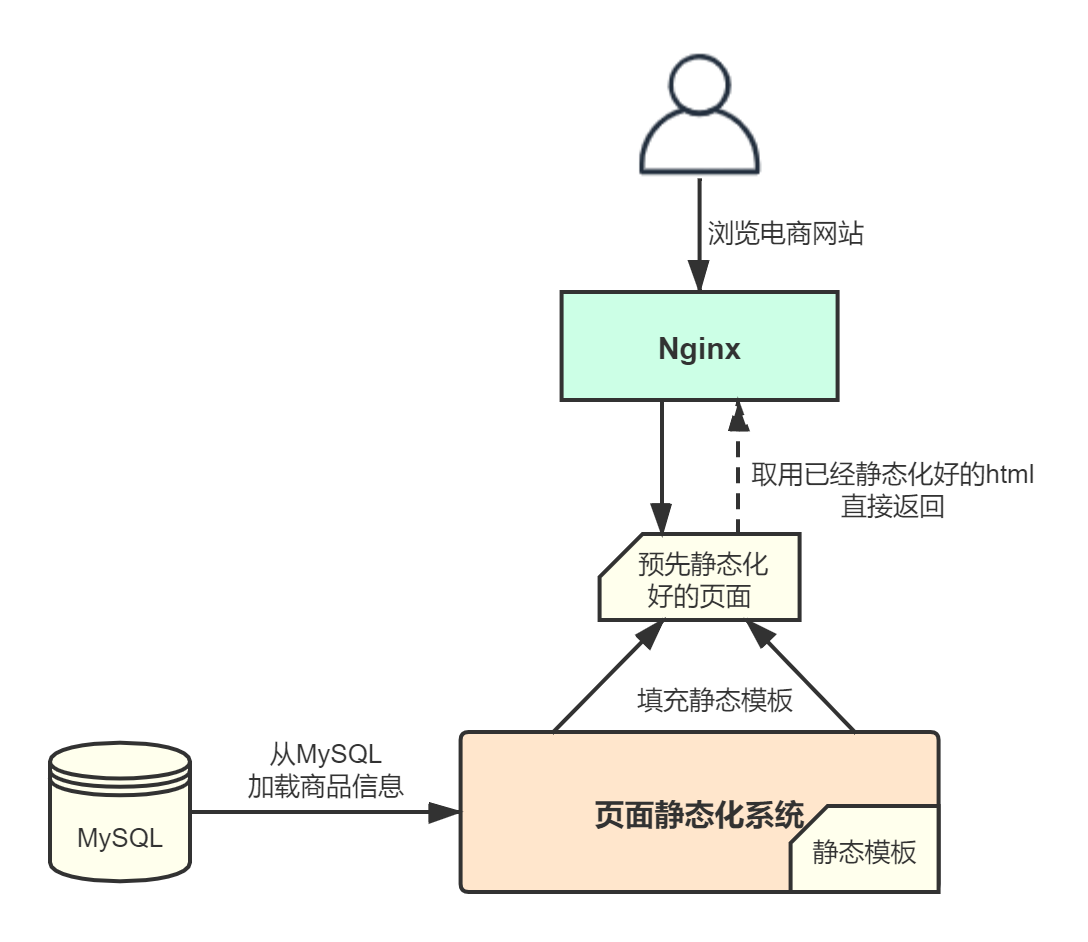 浏览电商网站
Nginx
取用已经静态化好的html
直接返回
预先静态化
好的页面
填充静态模板
从MySQL
加载商品信息
MySQL
页面静态化系统
静态模板